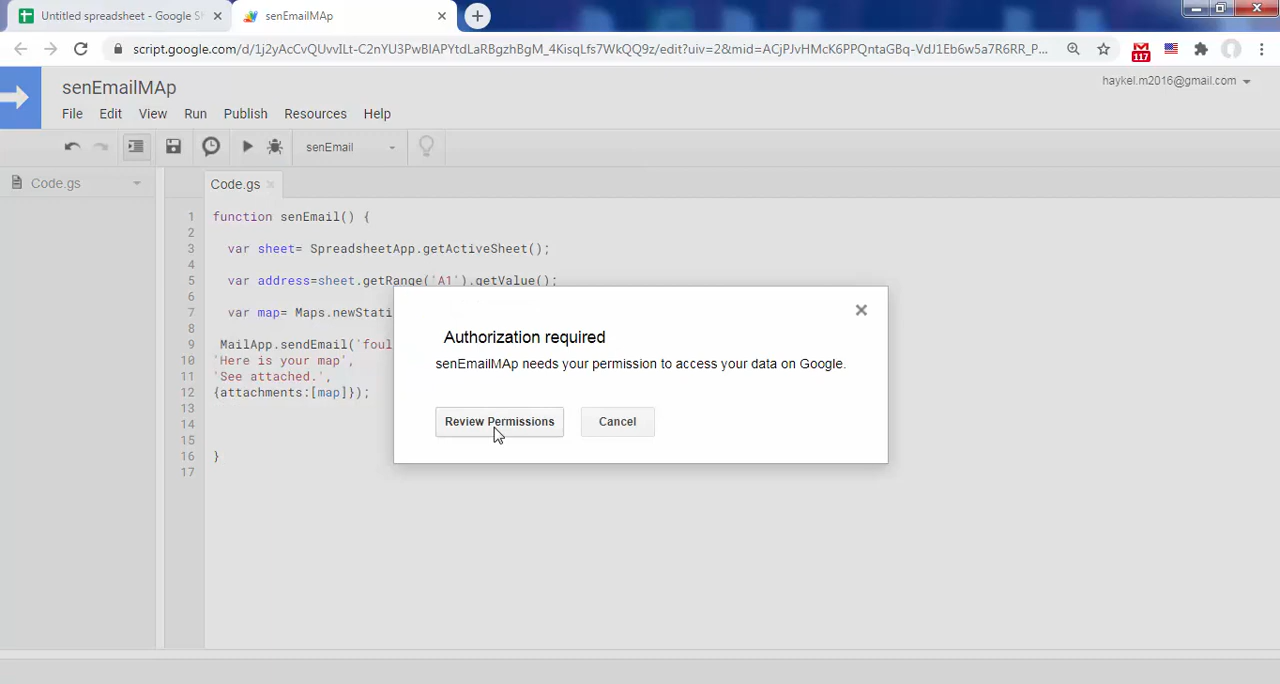 Untitled spreadsheet - Google S
senEmailMAp
script.google.com/d/1j2yAcCvQUvvILt-C2nYU3PwBlAPYtdLaRBgzhBgM_4KisqLfs7WkQQ9z/edit?uiv=2&mid=ACjPJvHMcK6PPQntaGBq-VdJ1Eb6w5a7R6RR_P...
117
senEmailMAp
haykel.m2016@gmail.com
File Edit View Run Publish Resources Help
senEmail
Code.gs
Code.gs
1 function senEmail() {
2
3 var sheet= SpreadsheetApp.getActiveSheet();
4
5 var address=sheet.getRange('A1').getValue();
6
7 var map= Maps.newStati
8
9 MailApp.sendEmail('foul
10 'Here is your map',
11 'See attached.',
12 {attachments:[map]});
13
14
15
16 }
17
Authorization required
senEmailMAp needs your permission to access your data on Google.
Review Permissions Cancel